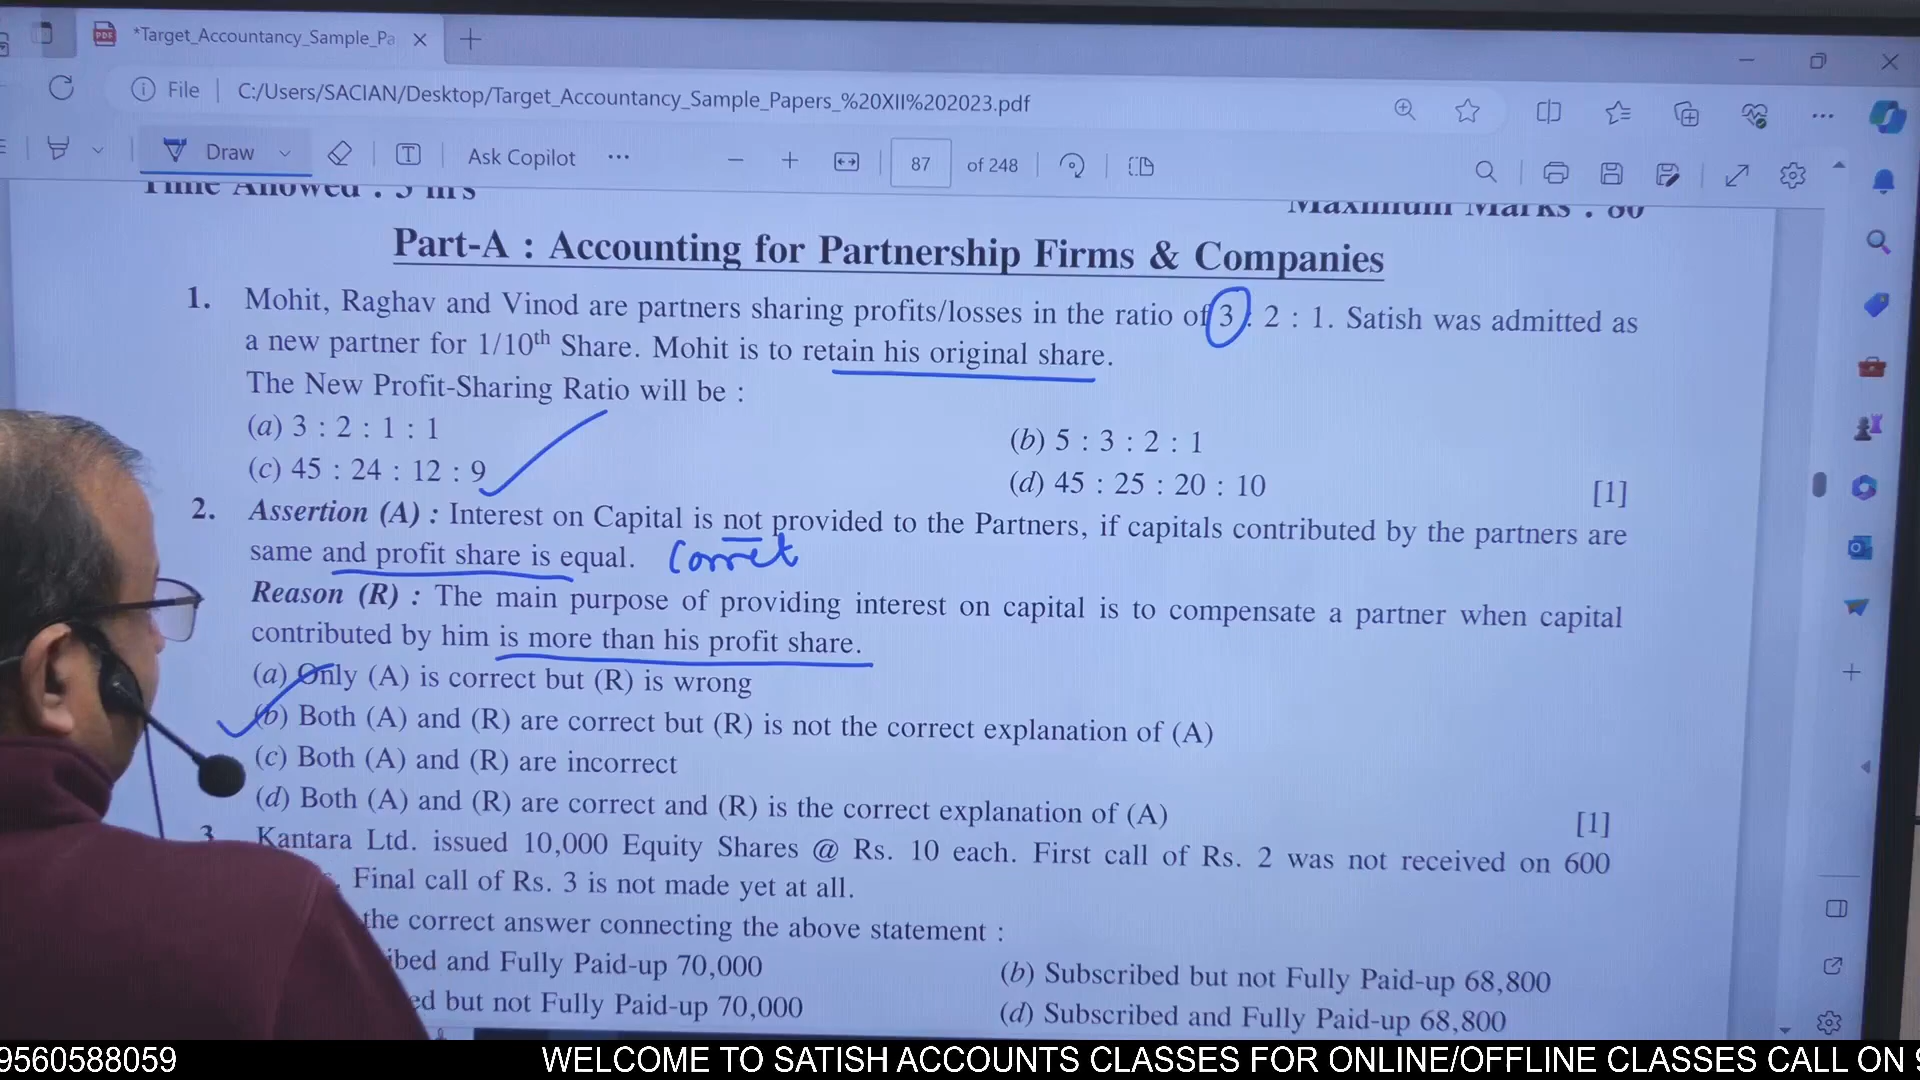 *Target_Accountancy_Sample_Pa
File C:/Users/SACIAN/Desktop/Target_Accountancy_Sample_Papers_%20XII%202023.pdf
Draw Ask Copilot 87 of 248
Time Allowed : 3 hrs
Maximum Marks : 80
Part-A : Accounting for Partnership Firms & Companies
1. Mohit, Raghav and Vinod are partners sharing profits/losses in the ratio of 3 : 2 : 1. Satish was admitted as
a new partner for 1/10th Share. Mohit is to retain his original share.
The New Profit-Sharing Ratio will be :
(a) 3 : 2 : 1 : 1
(b) 5 : 3 : 2 : 1
(c) 45 : 24 : 12 : 9
(d) 45 : 25 : 20 : 10 [1]
2. Assertion (A) : Interest on Capital is not provided to the Partners, if capitals contributed by the partners are
same and profit share is equal. Corret
Reason (R) : The main purpose of providing interest on capital is to compensate a partner when capital
contributed by him is more than his profit share.
(a) Only (A) is correct but (R) is wrong
(b) Both (A) and (R) are correct but (R) is not the correct explanation of (A)
(c) Both (A) and (R) are incorrect
(d) Both (A) and (R) are correct and (R) is the correct explanation of (A) [1]
3. Kantara Ltd. issued 10,000 Equity Shares @ Rs. 10 each. First call of Rs. 2 was not received on 600
Final call of Rs. 3 is not made yet at all.
the correct answer connecting the above statement :
ibed and Fully Paid-up 70,000
(b) Subscribed but not Fully Paid-up 68,800
ed but not Fully Paid-up 70,000
(d) Subscribed and Fully Paid-up 68,800
9560588059 WELCOME TO SATISH ACCOUNTS CLASSES FOR ONLINE/OFFLINE CLASSES CALL ON 9